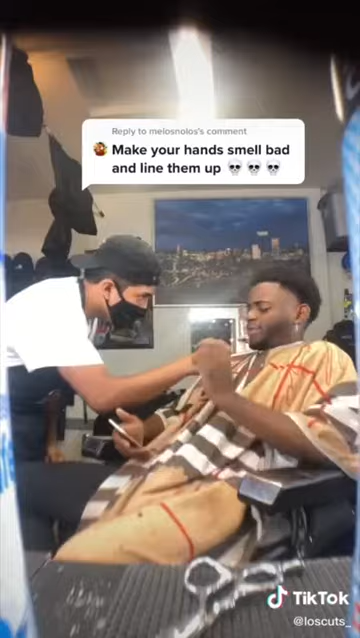 Reply to melosnolos's comment
Make your hands smell bad
and line them up 💀💀💀
TikTok
@loscuts_